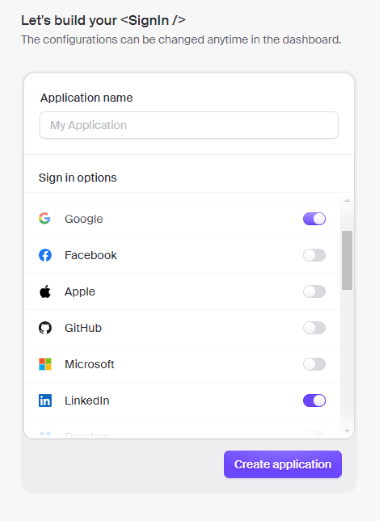 Let's build your <SignIn />
The configurations can be changed anytime in the dashboard.
Application name
My Application
Sign in options
Google
Facebook
Apple
GitHub
Microsoft
LinkedIn
Dropbox
Create application